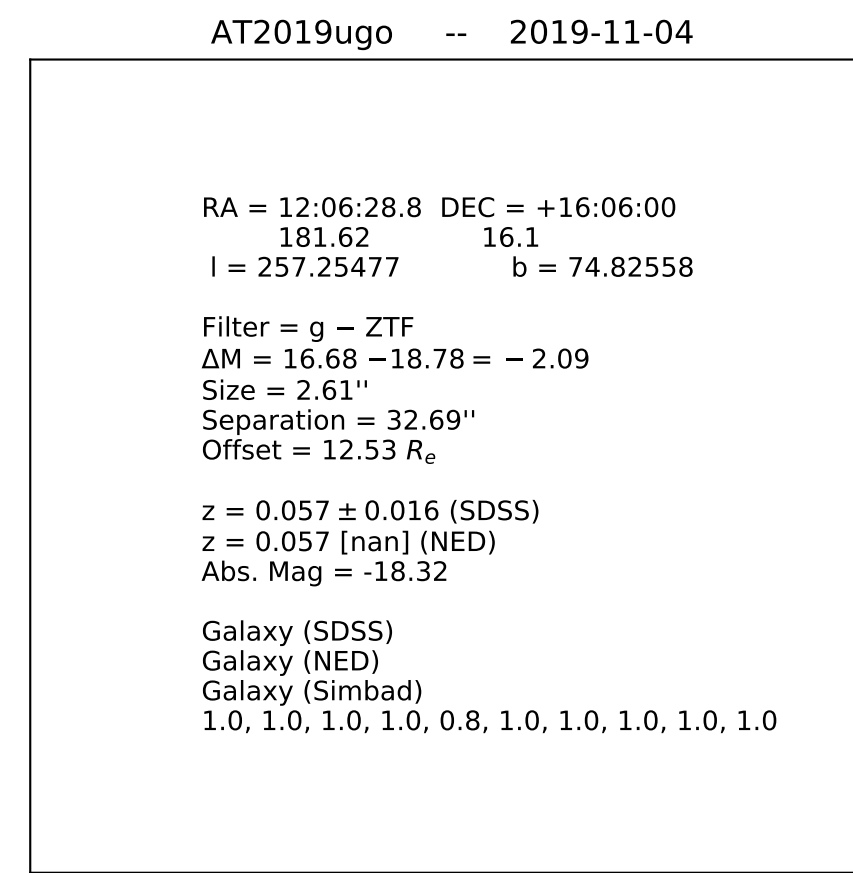 AT2019ugo -- 2019-11-04
RA = 12:06:28.8 DEC = +16:06:00
181.62 16.1
l = 257.25477 b = 74.82558
Filter = g − ZTF
ΔM = 16.68 −18.78 = − 2.09
Size = 2.61''
Separation = 32.69''
Offset = 12.53 Re
z = 0.057 ± 0.016 (SDSS)
z = 0.057 [nan] (NED)
Abs. Mag = -18.32
Galaxy (SDSS)
Galaxy (NED)
Galaxy (Simbad)
1.0, 1.0, 1.0, 1.0, 0.8, 1.0, 1.0, 1.0, 1.0, 1.0